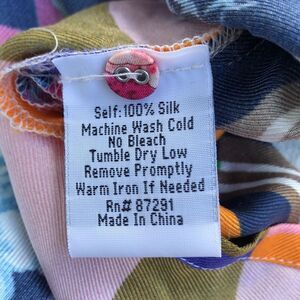 Self: 100% Silk
Machine Wash Cold
No Bleach
Tumble Dry Low
Remove Promptly
Warm Iron If Needed
Rn# 87291
Made In China